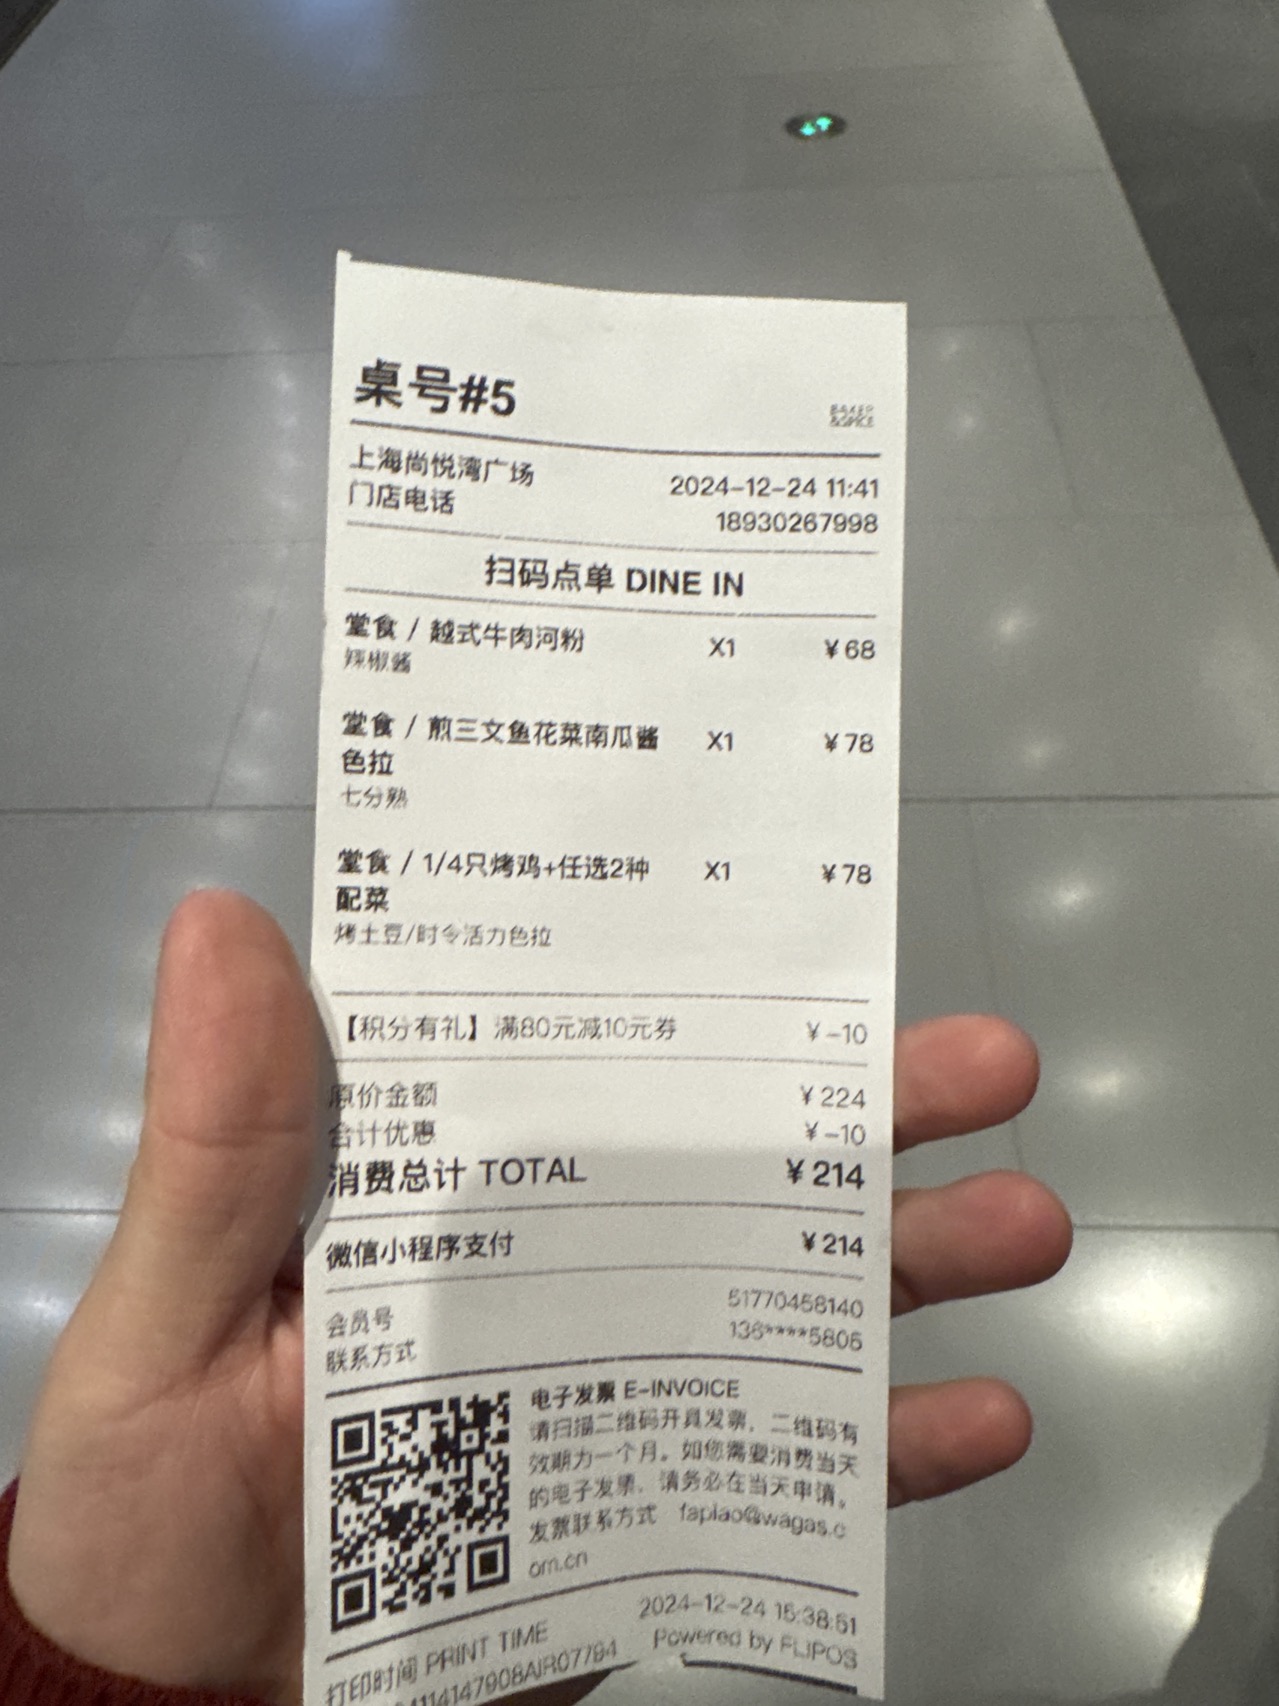 桌号#5
BAKER
&SPICE
上海尚悦湾广场 2024-12-24 11:41
门店电话 18930267998
扫码点单 DINE IN
堂食 / 越式牛肉河粉 X1 ¥68
辣椒酱
堂食 / 煎三文鱼花菜南瓜酱 X1 ¥78
色拉
七分熟
堂食 / 1/4只烤鸡+任选2种 X1 ¥78
配菜
烤土豆/时令活力色拉
【积分有礼】满80元减10元券 ¥-10
原价金额 ¥224
合计优惠 ¥-10
消费总计 TOTAL ¥214
微信小程序支付 ¥214
会员号 51770458140
联系方式 136****5806
电子发票 E-INVOICE
请扫描二维码开具发票，二维码有
效期为一个月。如您需要消费当天
的电子发票，请务必在当天申请。
发票联系方式 fapiao@wagas.c
om.cn
打印时间 PRINT TIME 2024-12-24 15:38:51
Powered by FLIPOS